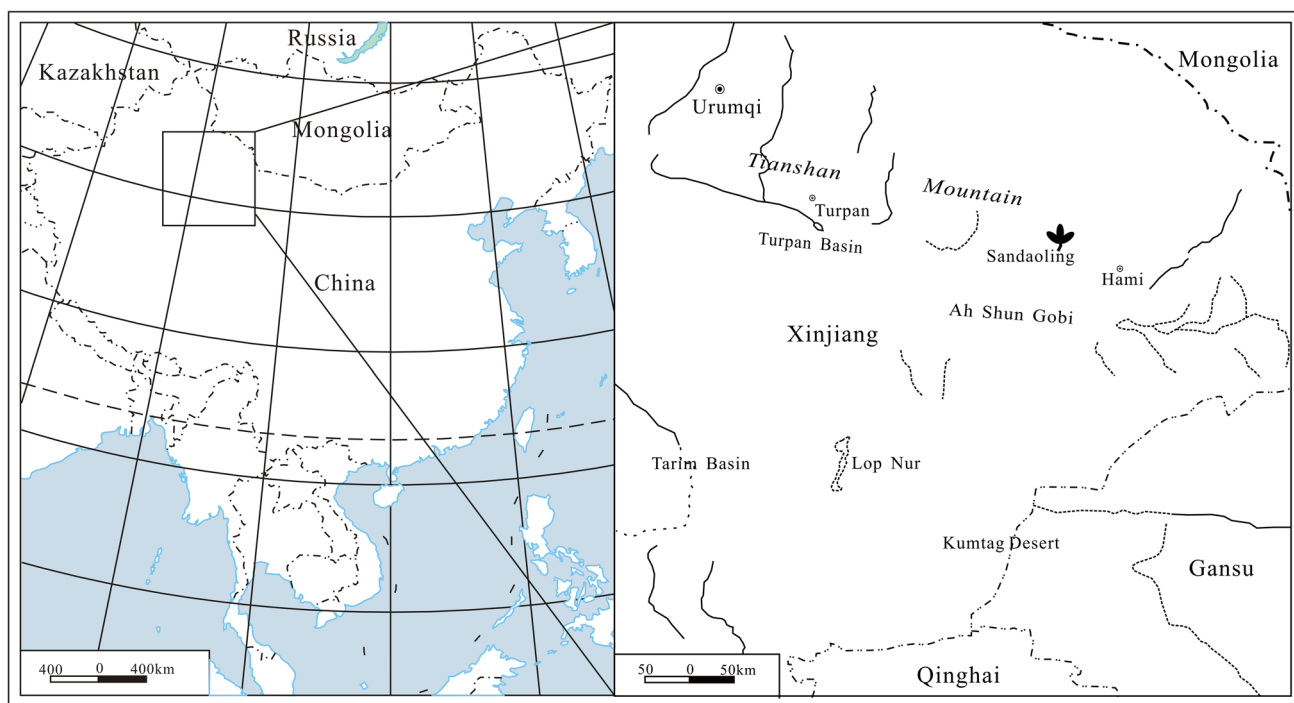 Russia
Kazakhstan
Mongolia
China
400 0 400km
Mongolia
Urumqi
Tianshan
Mountain
Turpan
Turpan Basin
Sandaoling
Hami
Ah Shun Gobi
Xinjiang
Tarim Basin
Lop Nur
Kumtag Desert
Gansu
Qinghai
50 0 50km